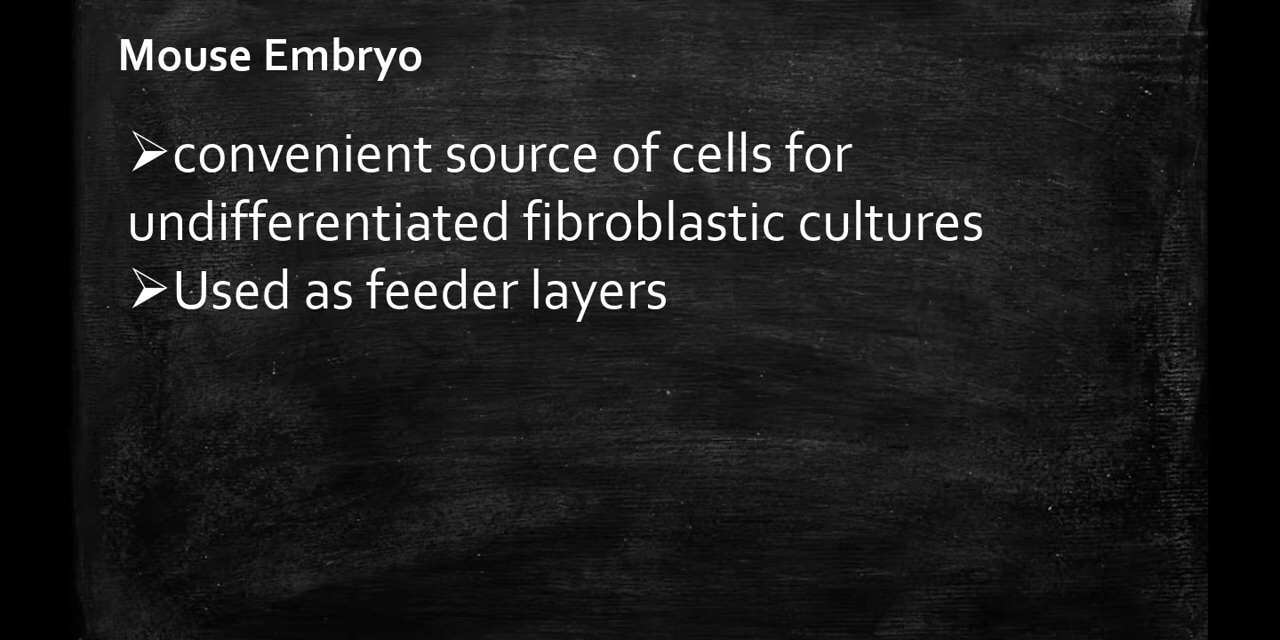 Mouse Embryo
➢convenient source of cells for
undifferentiated fibroblastic cultures
➢Used as feeder layers